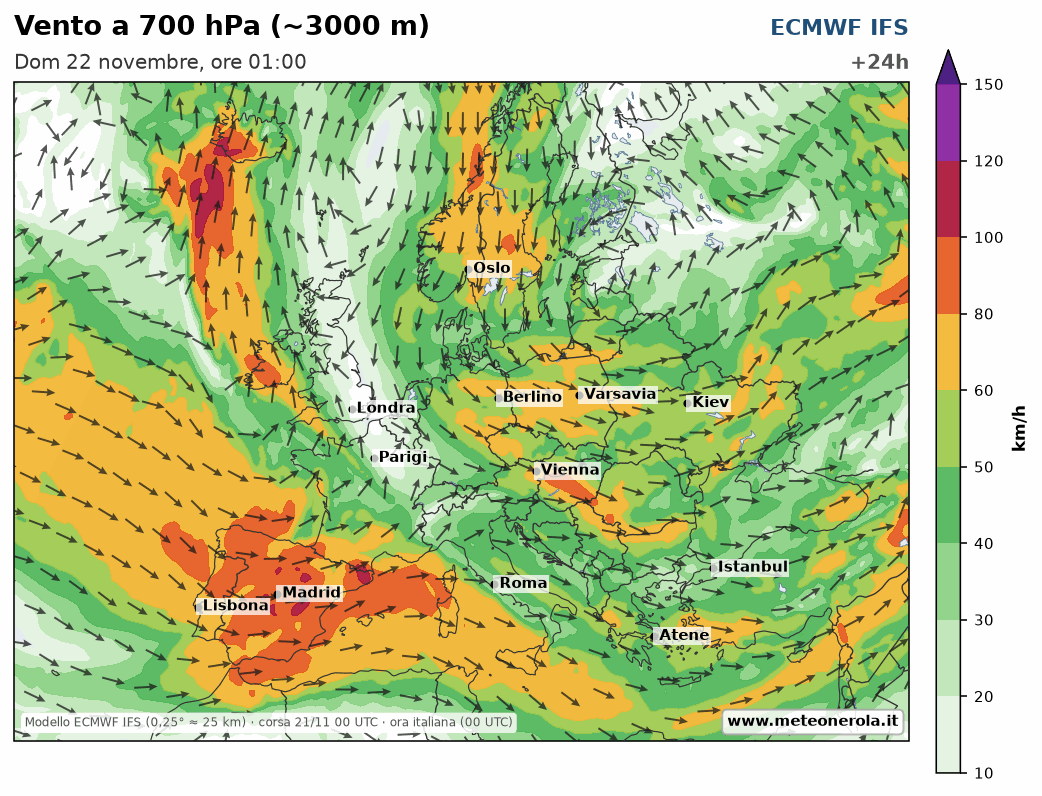 Vento a 700 hPa (~3000 m)
ECMWF IFS
Dom 22 novembre, ore 01:00
+24h
150
120
100
80
60
50
40
30
20
10
km/h
Oslo
Londra
Berlino
Varsavia
Kiev
Parigi
Vienna
Roma
Istanbul
Madrid
Lisbona
Atene
Modello ECMWF IFS (0,25° ≈ 25 km) · corsa 21/11 00 UTC · ora italiana (00 UTC)
www.meteonerola.it